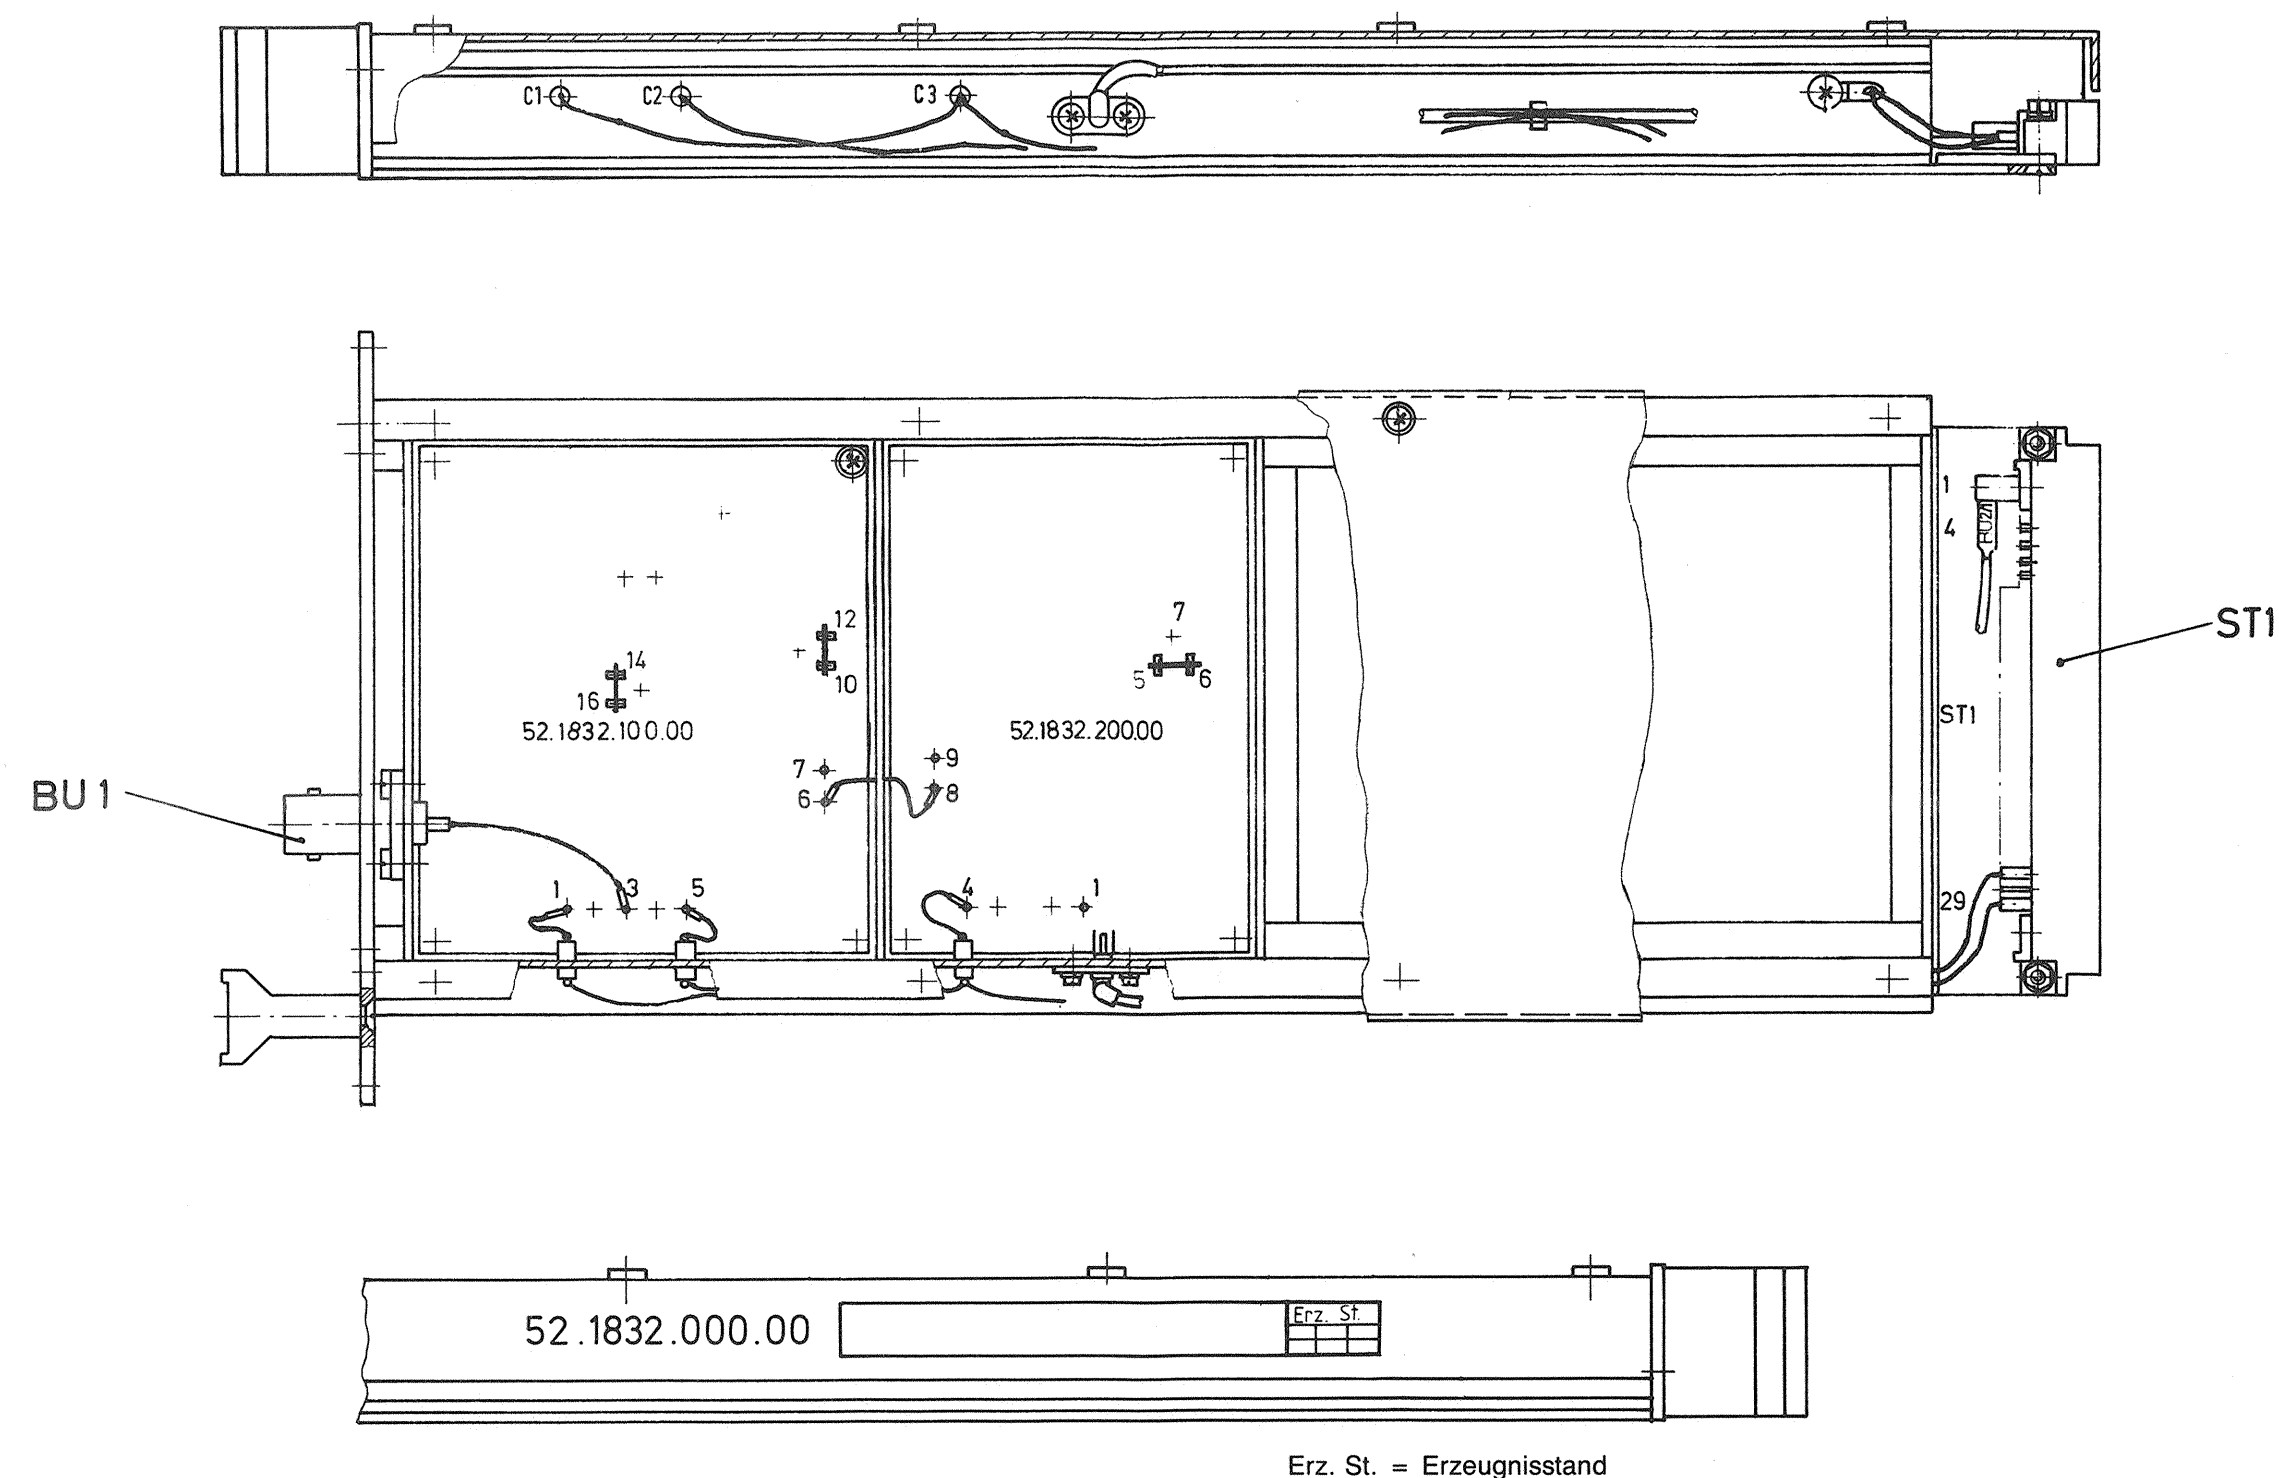 C1 C2 C3
12
7
14
10
5 6
16
52.1832.100.00 52.1832.200.00
7 9
6 8
1 3 5 4 1
1
4
BU2A
ST1
ST1
29
BU 1
52.1832.000.00
Erz. St.
Erz. St. = Erzeugnisstand